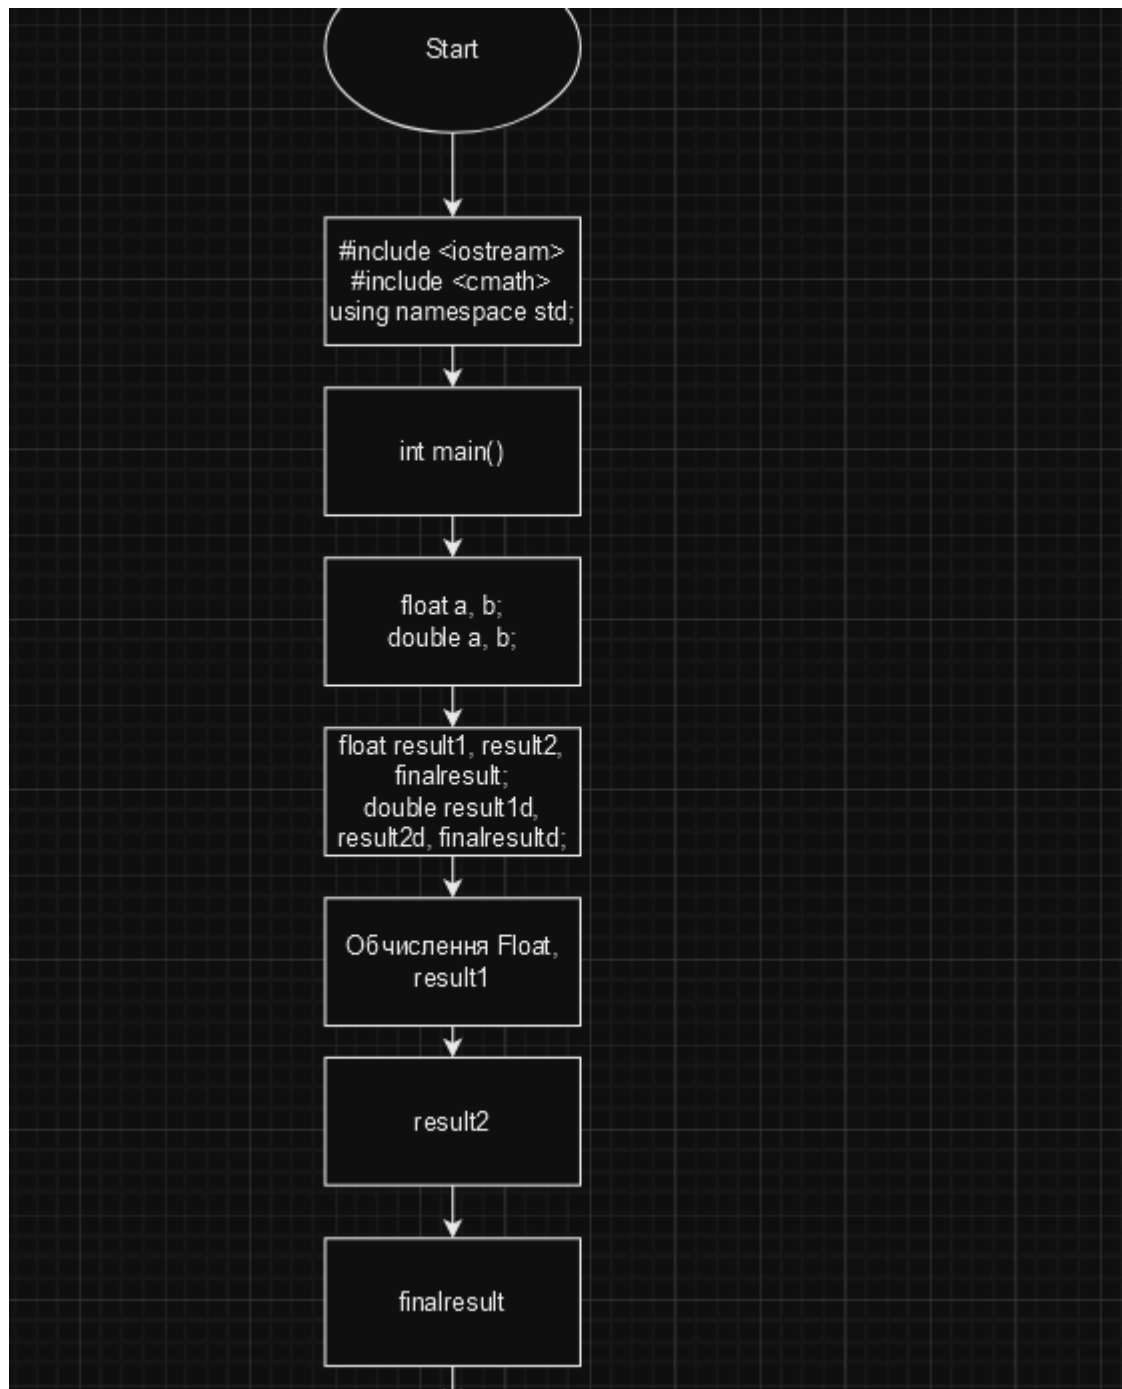 Start
#include <iostream>
#include <cmath>
using namespace std;
int main()
float a, b;
double a, b;
float result1, result2,
finalresult;
double result1d,
result2d, finalresultd;
Обчислення Float,
result1
result2
finalresult